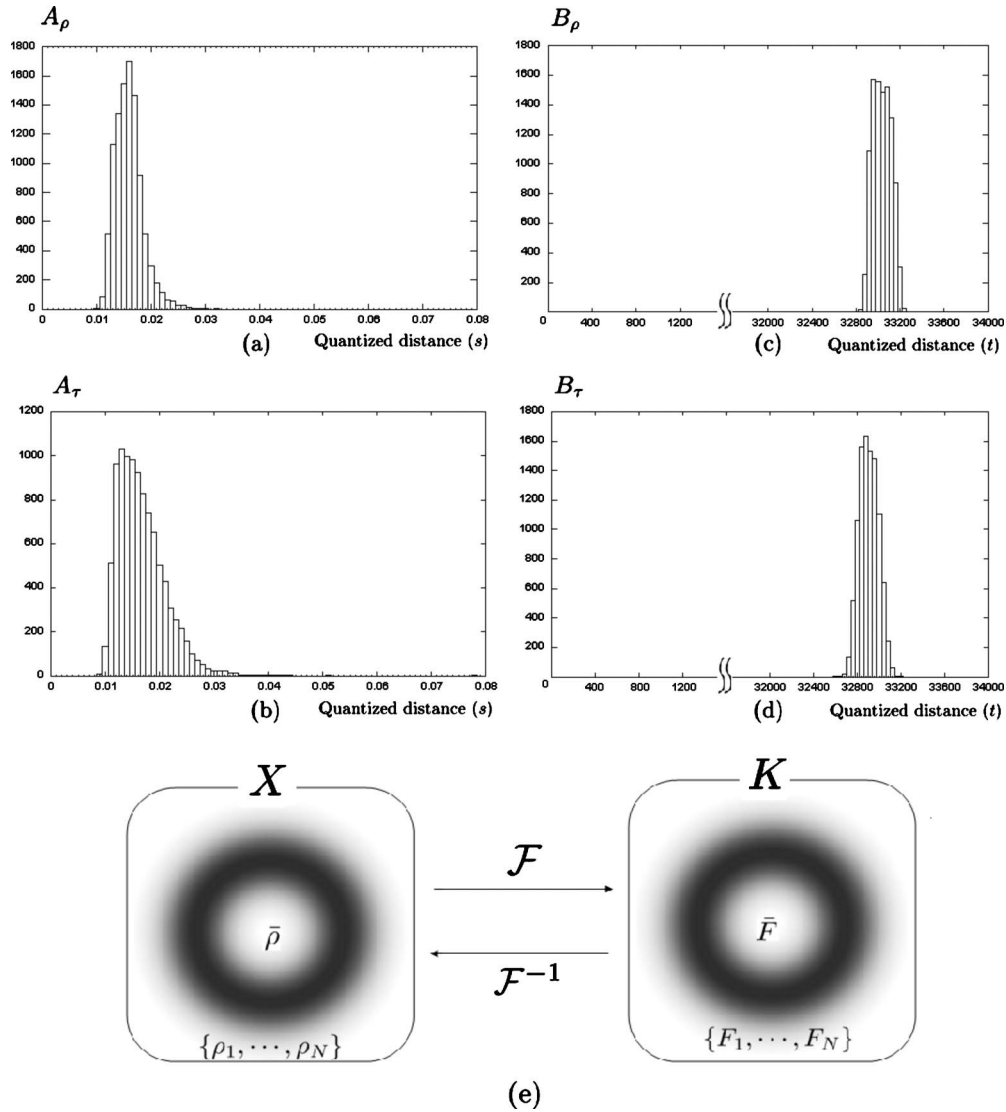 A_ρ
1800
1600
1400
1200
1000
800
600
400
200
0
0 0.01 0.02 0.03 0.04 0.05 0.06 0.07 0.08
(a)
Quantized distance (s)
B_ρ
1800
1600
1400
1200
1000
800
600
400
200
0 400 800 1200 32000 32400 32800 33200 34000
(c)
Quantized distance (t)
A_τ
1200
1000
800
600
400
200
0
0 0.01 0.02 0.03 0.04 0.05 0.06 0.07 0.08
(b)
Quantized distance (s)
B_τ
1800
1600
1400
1200
1000
800
600
400
200
0 400 800 1200 32000 32400 32800 33200 34000
(d)
Quantized distance (t)
X
ρ̄
{ρ₁, ⋯, ρ_N}
ℱ
ℱ⁻¹
K
F̄
{F₁, ⋯, F_N}
(e)